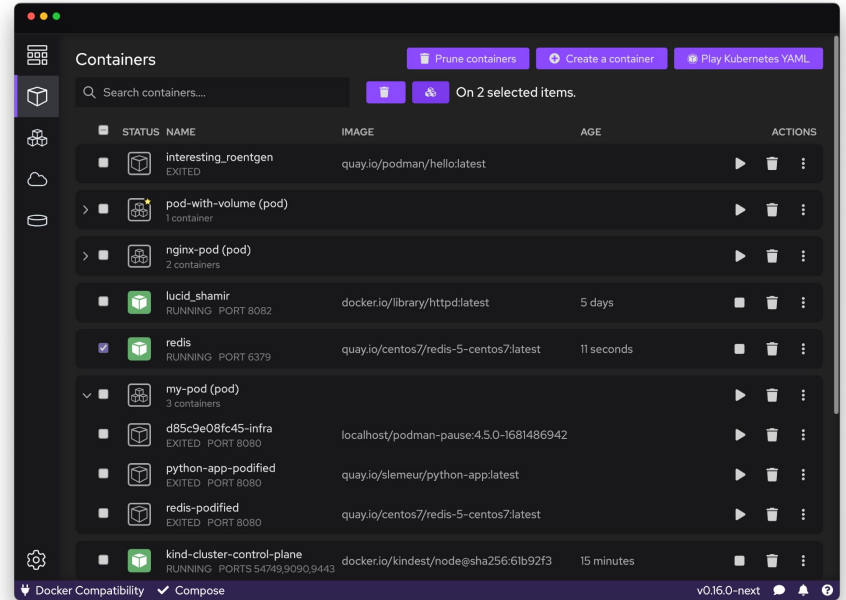 Containers
Prune containers
Create a container
Play Kubernetes YAML
Search containers....
On 2 selected items.
STATUS NAME IMAGE AGE ACTIONS
interesting_roentgen
EXITED
quay.io/podman/hello:latest
pod-with-volume (pod)
1 container
nginx-pod (pod)
2 containers
lucid_shamir
RUNNING PORT 8082
docker.io/library/httpd:latest
5 days
redis
RUNNING PORT 6379
quay.io/centos7/redis-5-centos7:latest
11 seconds
my-pod (pod)
3 containers
d85c9e08fc45-infra
EXITED PORT 8080
localhost/podman-pause:4.5.0-1681486942
python-app-podified
EXITED PORT 8080
quay.io/slemeur/python-app:latest
redis-podified
EXITED PORT 8080
quay.io/centos7/redis-5-centos7:latest
kind-cluster-control-plane
RUNNING PORTS 54749,9090,9443
docker.io/kindest/node@sha256:61b92f3
15 minutes
Docker Compatibility
Compose
v0.16.0-next